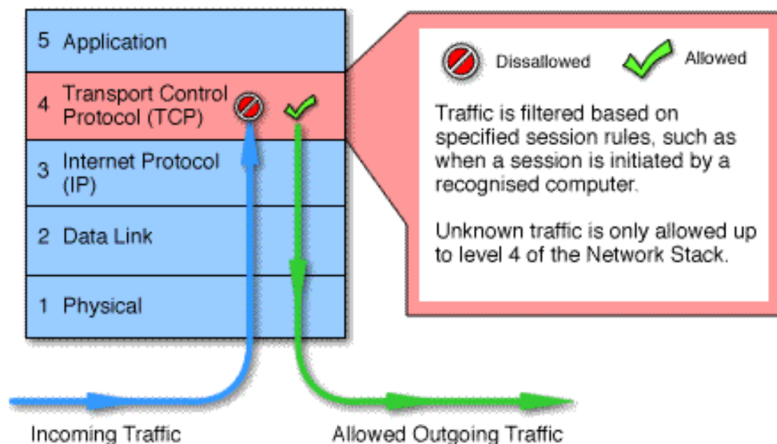 5 Application
4 Transport Control
Protocol (TCP)
3 Internet Protocol
(IP)
2 Data Link
1 Physical
Incoming Traffic
Allowed Outgoing Traffic
Dissallowed
Allowed
Traffic is filtered based on
specified session rules, such as
when a session is initiated by a
recognised computer.
Unknown traffic is only allowed up
to level 4 of the Network Stack.